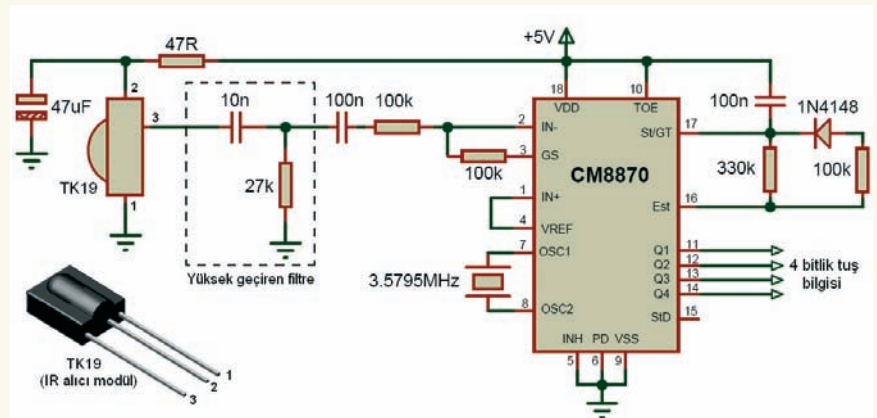 47R
+5V
47uF
2
3
1
TK19
10n
27k
Yüksek geçiren filtre
100n
100k
100k
18
VDD
10
TOE
2
IN-
3
GS
1
IN+
4
VREF
7
OSC1
8
OSC2
3.5795MHz
CM8870
St/GT
17
Est
16
Q1
11
Q2
12
Q3
13
Q4
14
StD
15
INH
PD
VSS
5
6
9
100n
1N4148
330k
100k
4 bitlik tuş
bilgisi
TK19
(IR alıcı modül)
1
2
3